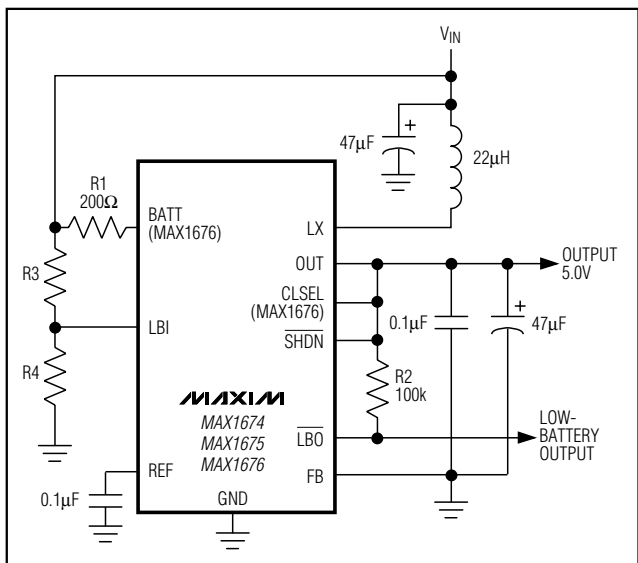 VIN
47μF
+
22μH
R1
200Ω
BATT
(MAX1676)
LX
OUT
OUTPUT
5.0V
R3
CLSEL
(MAX1676)
0.1μF
+
47μF
LBI
SHDN
R4
R2
100k
MAXIM
MAX1674
MAX1675
MAX1676
LBO
LOW-
BATTERY
OUTPUT
REF
FB
0.1μF
GND